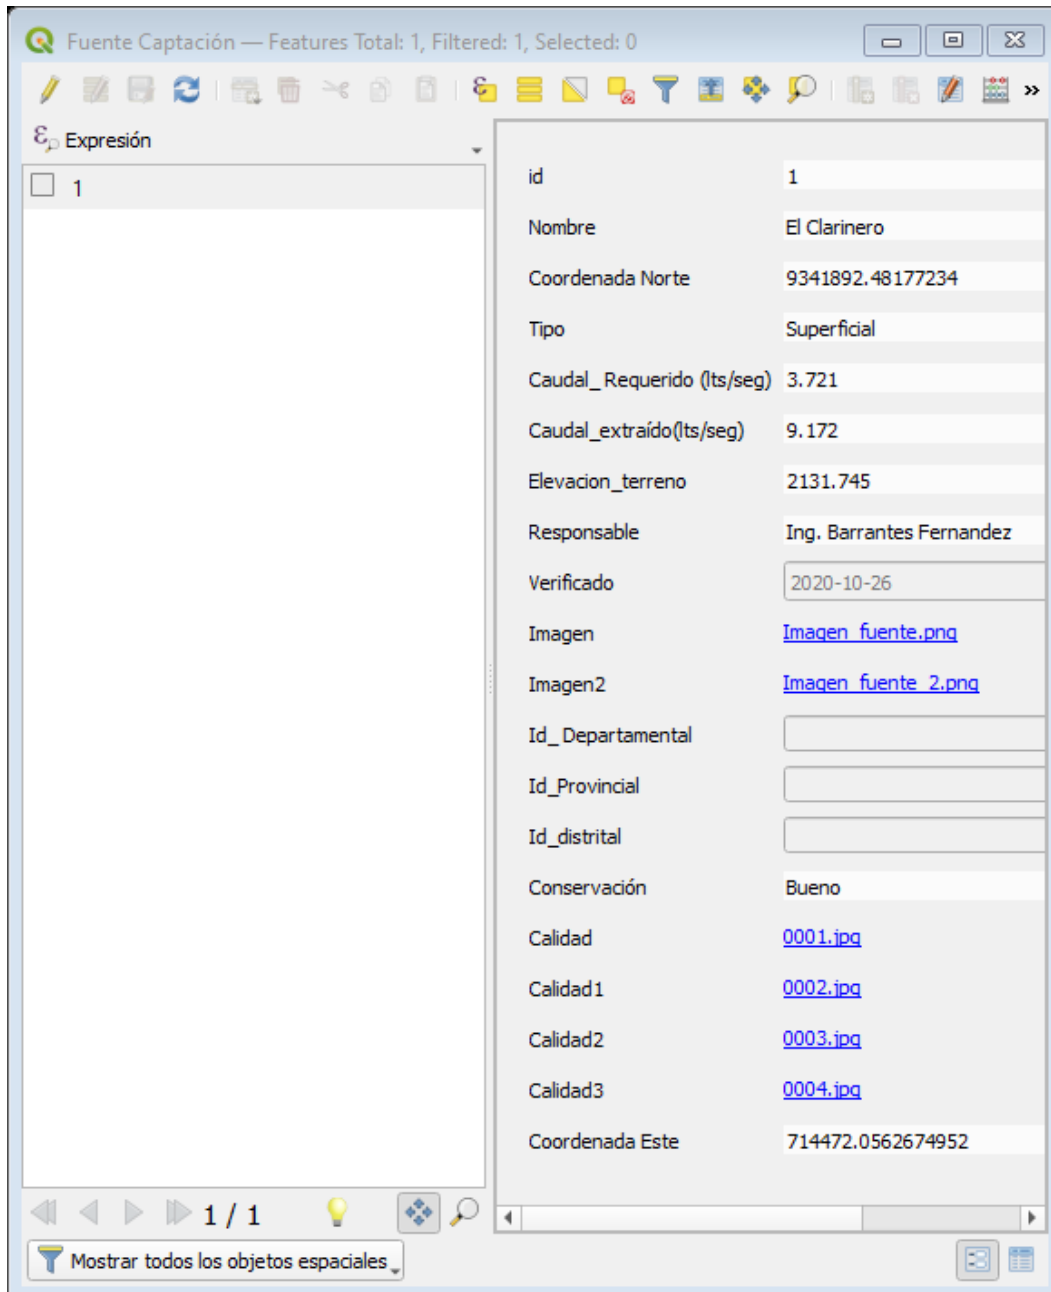 Fuente Captación — Features Total: 1, Filtered: 1, Selected: 0
Expresión
1
id 1
Nombre El Clarinero
Coordenada Norte 9341892.48177234
Tipo Superficial
Caudal_Requerido (lts/seg) 3.721
Caudal_extraído(lts/seg) 9.172
Elevacion_terreno 2131.745
Responsable Ing. Barrantes Fernandez
Verificado 2020-10-26
Imagen Imagen_fuente.png
Imagen2 Imagen_fuente_2.png
Id_Departamental
Id_Provincial
Id_distrital
Conservación Bueno
Calidad 0001.jpg
Calidad1 0002.jpg
Calidad2 0003.jpg
Calidad3 0004.jpg
Coordenada Este 714472.0562674952
1 / 1
Mostrar todos los objetos espaciales